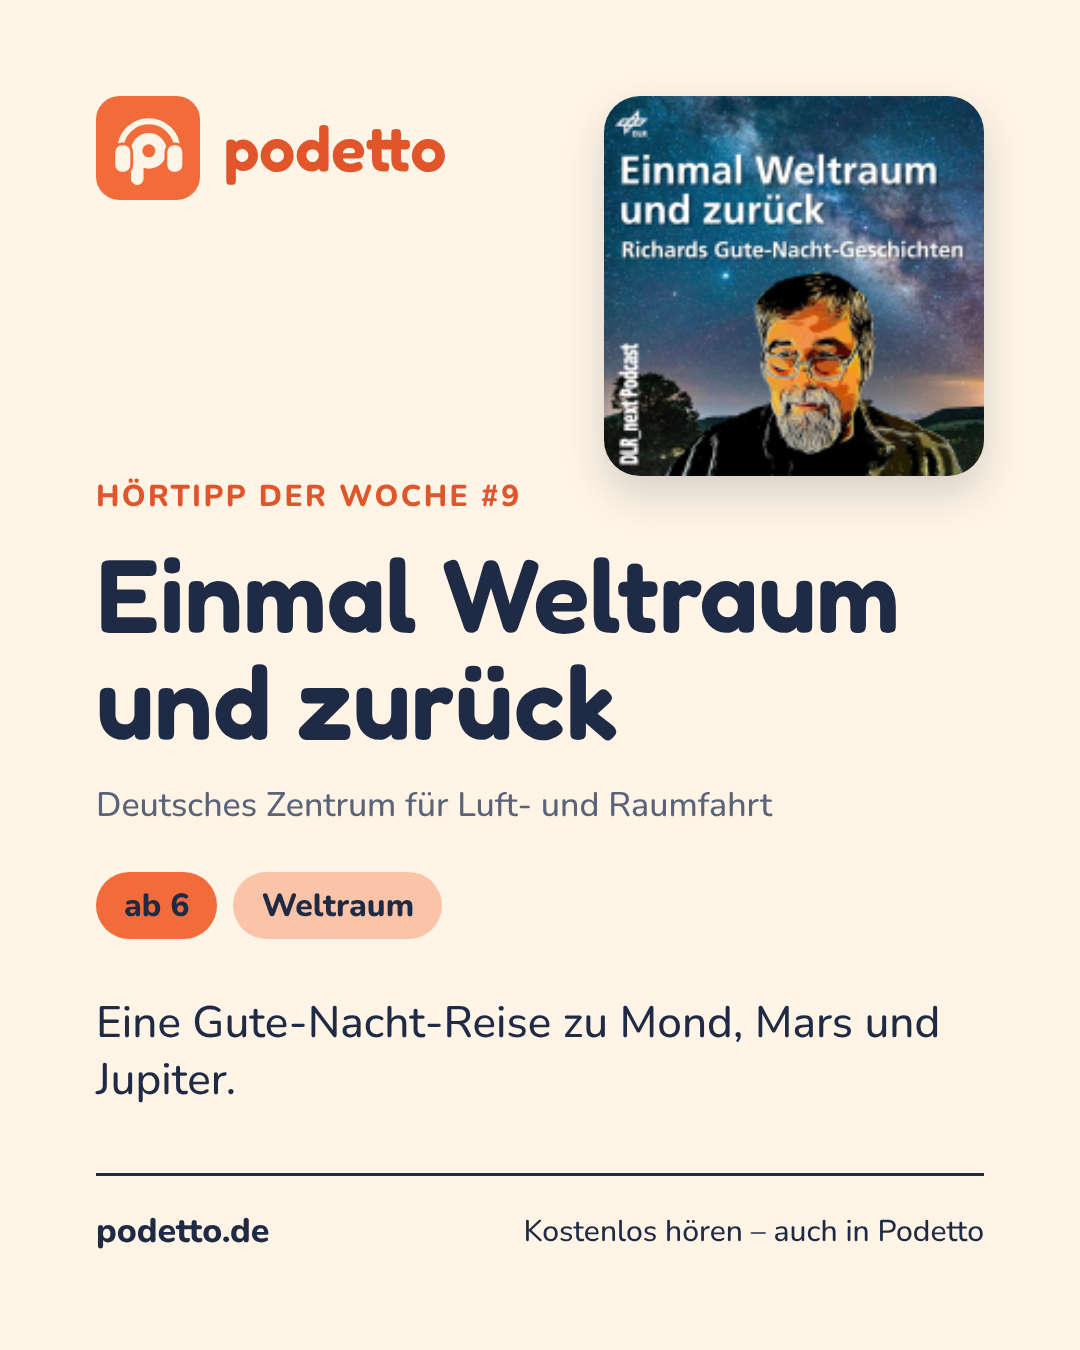 podetto
DLR
Einmal Weltraum
und zurück
Richards Gute-Nacht-Geschichten
DLR_next Podcast
HÖRTIPP DER WOCHE #9
Einmal Weltraum
und zurück
Deutsches Zentrum für Luft- und Raumfahrt
ab 6
Weltraum
Eine Gute-Nacht-Reise zu Mond, Mars und
Jupiter.
podetto.de
Kostenlos hören – auch in Podetto